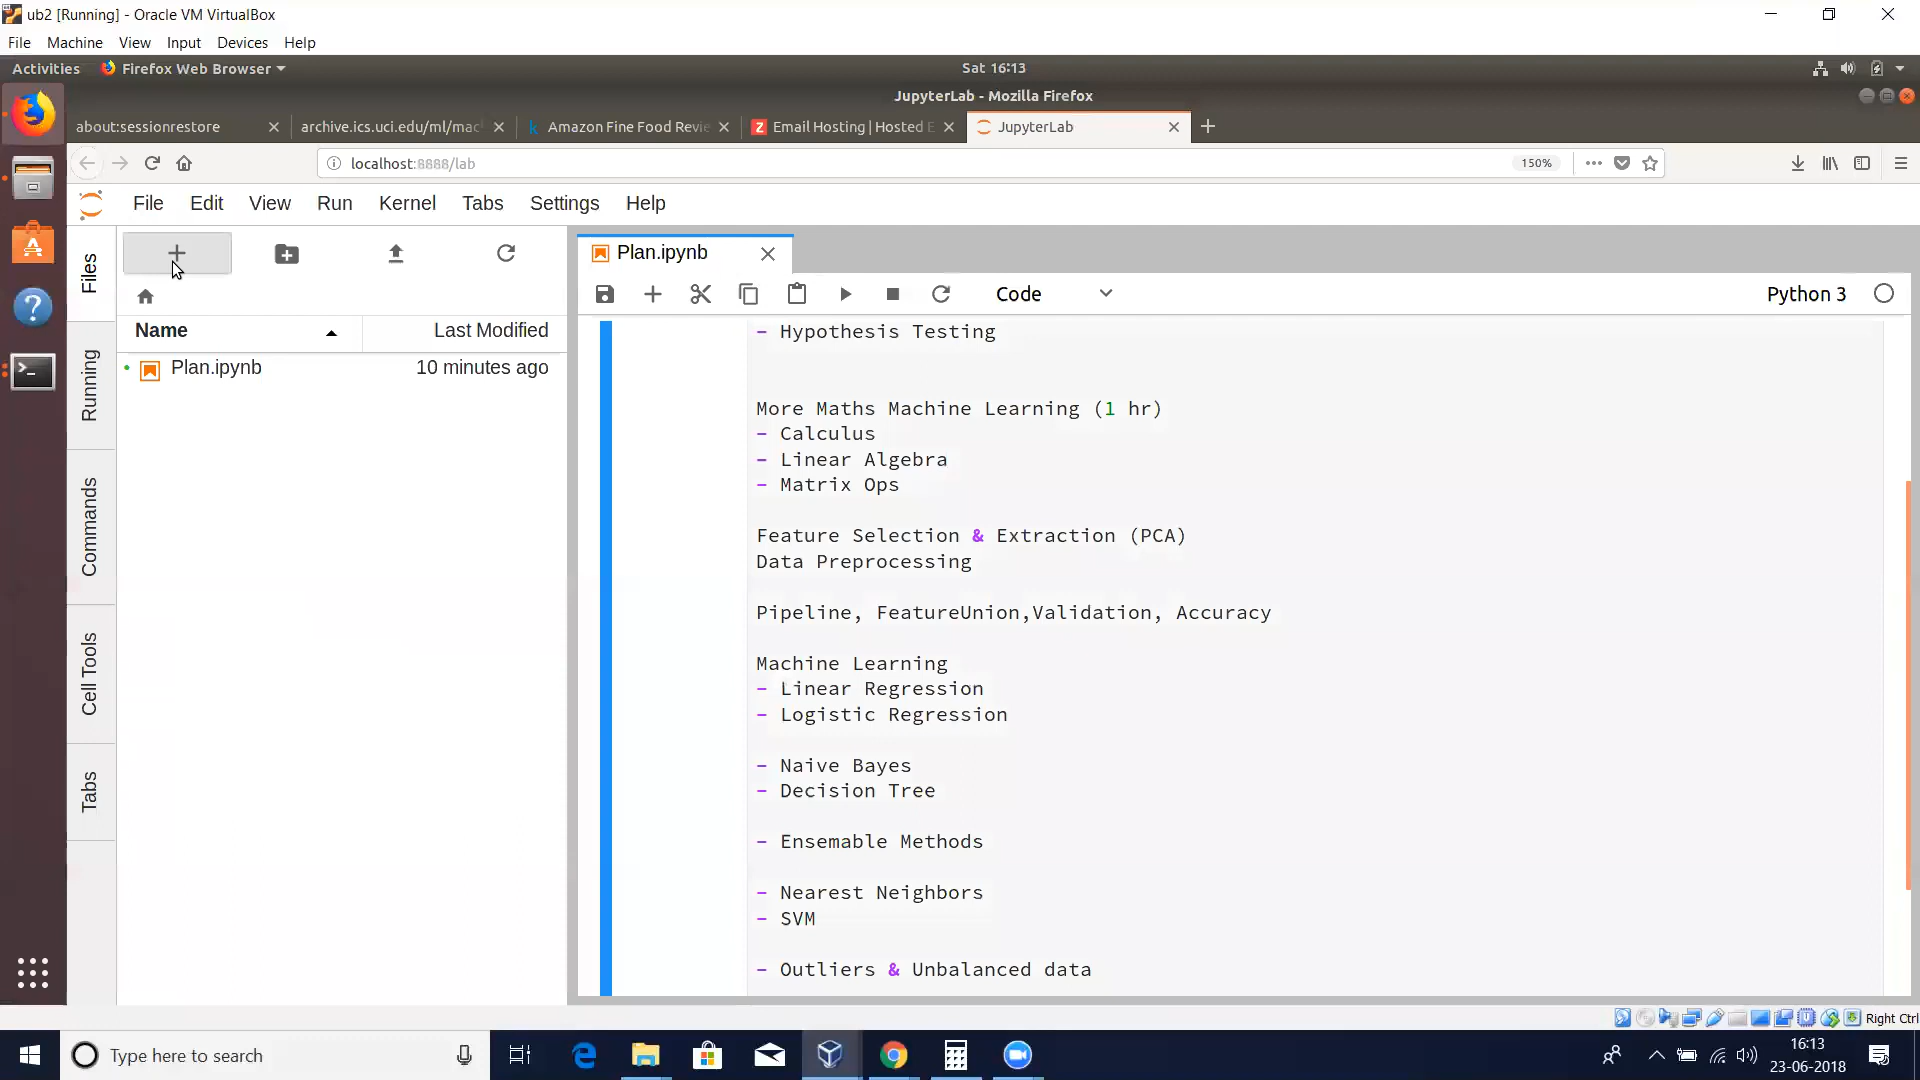 ub2 [Running] - Oracle VM VirtualBox
File Machine View Input Devices Help
Activities Firefox Web Browser Sat 16:13
JupyterLab - Mozilla Firefox
about:sessionrestore archive.ics.uci.edu/ml/mac Amazon Fine Food Revie Email Hosting | Hosted E JupyterLab
localhost:8888/lab 150%
File Edit View Run Kernel Tabs Settings Help
Files
Running
Commands
Cell Tools
Tabs
Name Last Modified
Plan.ipynb 10 minutes ago
Plan.ipynb
Code Python 3
- Hypothesis Testing
More Maths Machine Learning (1 hr)
- Calculus
- Linear Algebra
- Matrix Ops
Feature Selection & Extraction (PCA)
Data Preprocessing
Pipeline, FeatureUnion,Validation, Accuracy
Machine Learning
- Linear Regression
- Logistic Regression
- Naive Bayes
- Decision Tree
- Ensemable Methods
- Nearest Neighbors
- SVM
- Outliers & Unbalanced data
Right Ctrl
Type here to search
16:13
23-06-2018